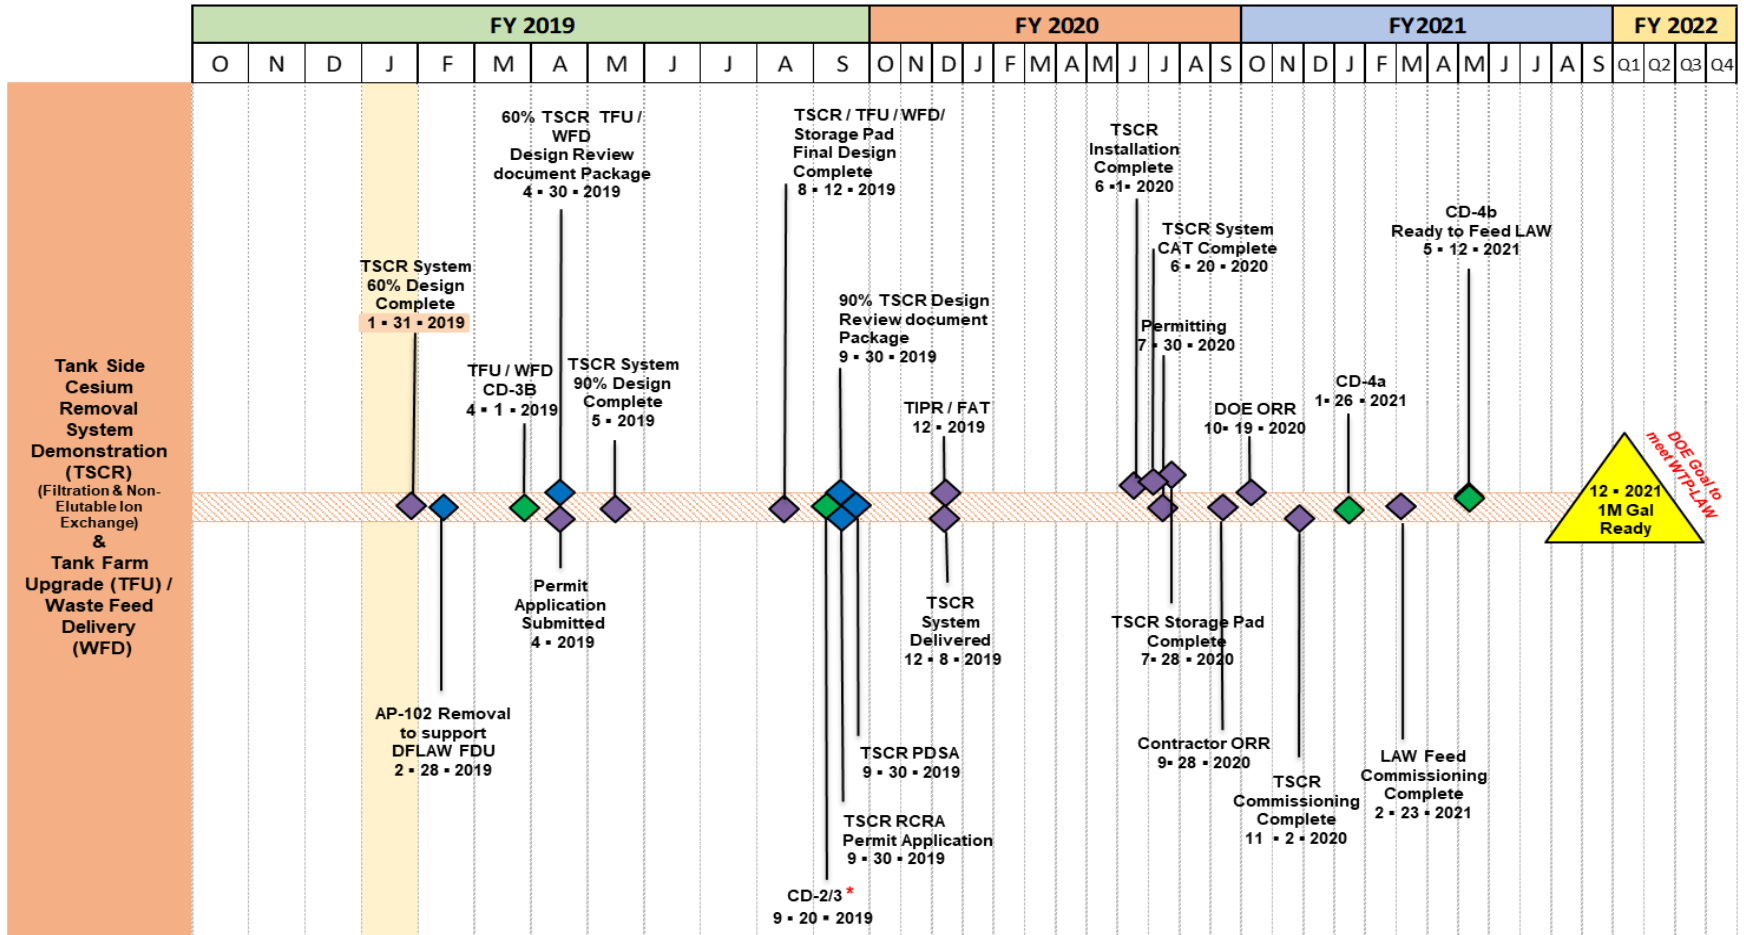 FY 2019 FY 2020 FY2021 FY 2022
O N D J F M A M J J A S O N D J F M A M J J A S O N D J F M A M J J A S Q1 Q2 Q3 Q4
Tank Side
Cesium
Removal
System
Demonstration
(TSCR)
(Filtration & Non-
Elutable Ion
Exchange)
&
Tank Farm
Upgrade (TFU) /
Waste Feed
Delivery
(WFD)
TSCR System
60% Design
Complete
1 ▪ 31 ▪ 2019
AP-102 Removal
to support
DFLAW FDU
2 ▪ 28 ▪ 2019
TFU / WFD
CD-3B
4 ▪ 1 ▪ 2019
60% TSCR TFU /
WFD
Design Review
document Package
4 ▪ 30 ▪ 2019
Permit
Application
Submitted
4 ▪ 2019
TSCR System
90% Design
Complete
5 ▪ 2019
TSCR / TFU / WFD/
Storage Pad
Final Design
Complete
8 ▪ 12 ▪ 2019
90% TSCR Design
Review document
Package
9 ▪ 30 ▪ 2019
TSCR PDSA
9 ▪ 30 ▪ 2019
TSCR RCRA
Permit Application
9 ▪ 30 ▪ 2019
CD-2/3 *
9 ▪ 20 ▪ 2019
TIPR / FAT
12 ▪ 2019
TSCR
System
Delivered
12 ▪ 8 ▪ 2019
TSCR
Installation
Complete
6 ▪1▪ 2020
TSCR System
CAT Complete
6 ▪ 20 ▪ 2020
Permitting
7 ▪ 30 ▪ 2020
TSCR Storage Pad
Complete
7▪ 28 ▪ 2020
Contractor ORR
9▪ 28 ▪ 2020
DOE ORR
10▪ 19 ▪ 2020
TSCR
Commissioning
Complete
11 ▪ 2 ▪ 2020
CD-4a
1▪ 26 ▪ 2021
LAW Feed
Commissioning
Complete
2 ▪ 23 ▪ 2021
CD-4b
Ready to Feed LAW
5 ▪ 12 ▪ 2021
DOE Goal to
meet WTP-LAW
12 ▪ 2021
1M Gal
Ready